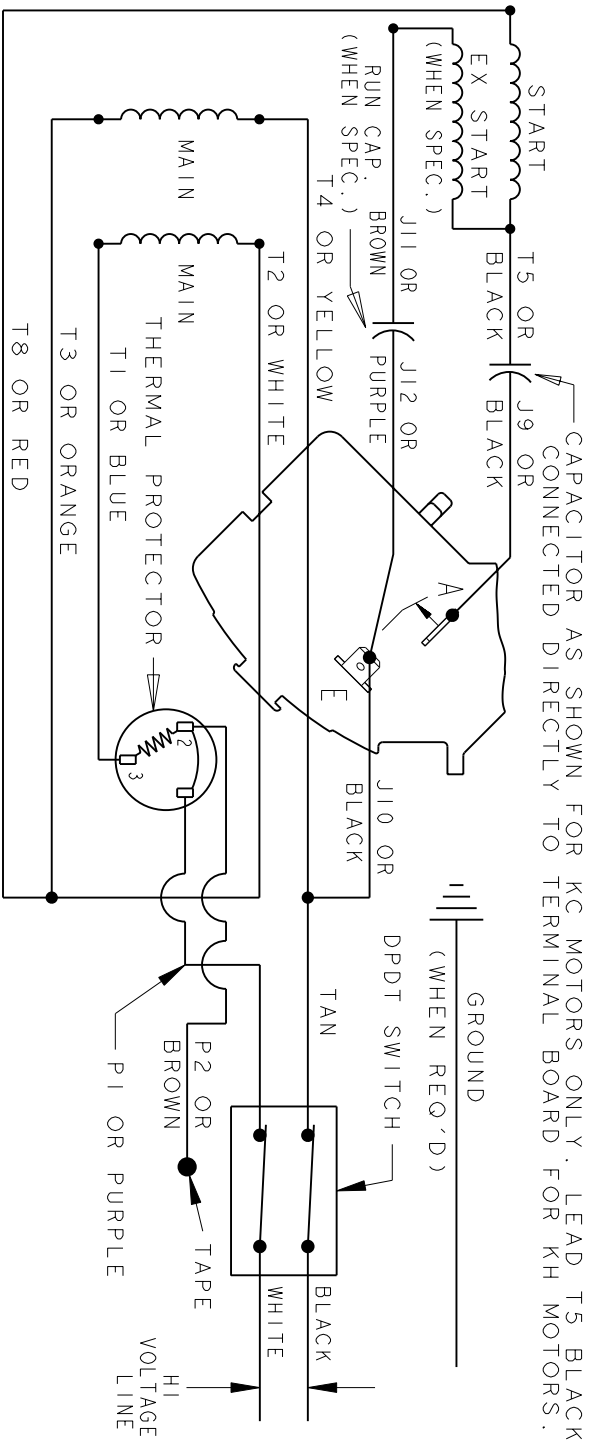 CAPACITOR AS SHOWN FOR KC MOTORS ONLY. LEAD T5 BLACK
CONNECTED DIRECTLY TO TERMINAL BOARD FOR KH MOTORS.
START
T5 OR
BLACK
J9 OR
BLACK
EX START
(WHEN SPEC.)
GROUND
(WHEN REQ'D)
A
J11 OR
BROWN
J12 OR
PURPLE
RUN CAP.
(WHEN SPEC.)
E
J10 OR
BLACK
DPDT SWITCH
T4 OR YELLOW
TAN
BLACK
T2 OR WHITE
WHITE
MAIN
MAIN
TAPE
P2 OR
BROWN
2
3
HI
VOLTAGE
LINE
THERMAL PROTECTOR
T1 OR BLUE
P1 OR PURPLE
T3 OR ORANGE
T8 OR RED